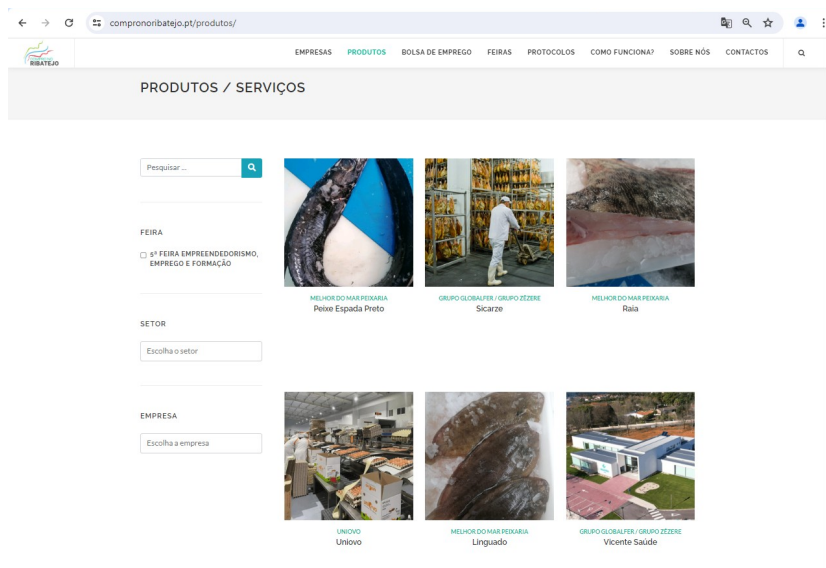 compronoribatejo.pt/produtos/
RIBATEJO
EMPRESAS PRODUTOS BOLSA DE EMPREGO FEIRAS PROTOCOLOS COMO FUNCIONA? SOBRE NÓS CONTACTOS
PRODUTOS / SERVIÇOS
Pesquisar ...
FEIRA
5ª FEIRA EMPREENDEDORISMO,
EMPREGO E FORMAÇÃO
SETOR
Escolha o setor
EMPRESA
Escolha a empresa
MELHOR DO MAR PEIXARIA
Peixe Espada Preto
GRUPO GLOBALFER / GRUPO ZÊZERE
Sicarze
MELHOR DO MAR PEIXARIA
Raia
UNIOVO
Uniovo
MELHOR DO MAR PEIXARIA
Linguado
GRUPO GLOBALFER / GRUPO ZÊZERE
Vicente Saúde